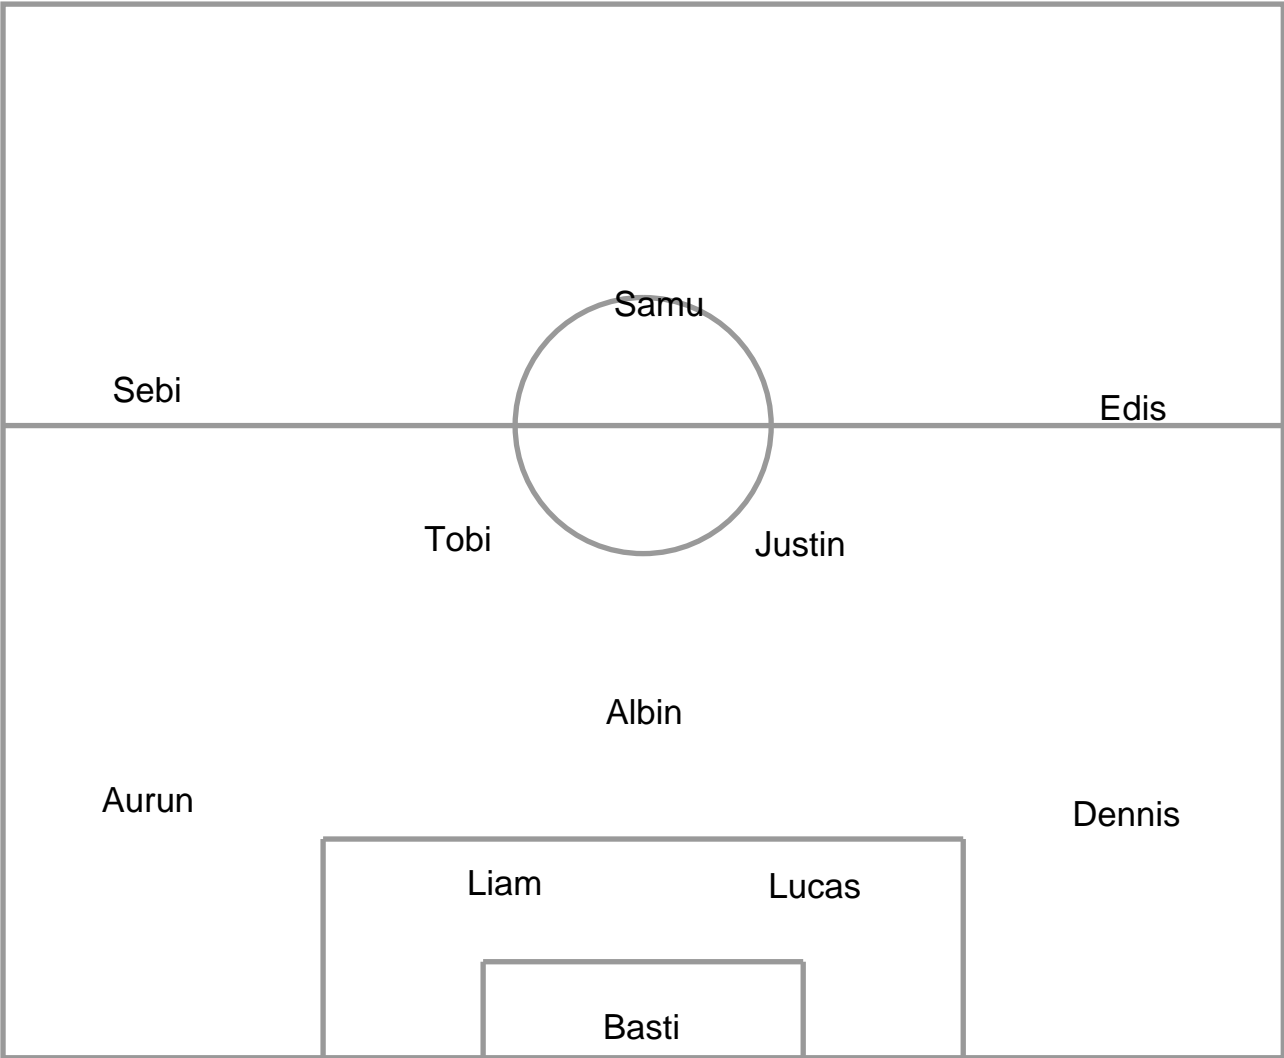 Samu
Sebi
Edis
Tobi
Justin
Albin
Aurun
Dennis
Liam
Lucas
Basti